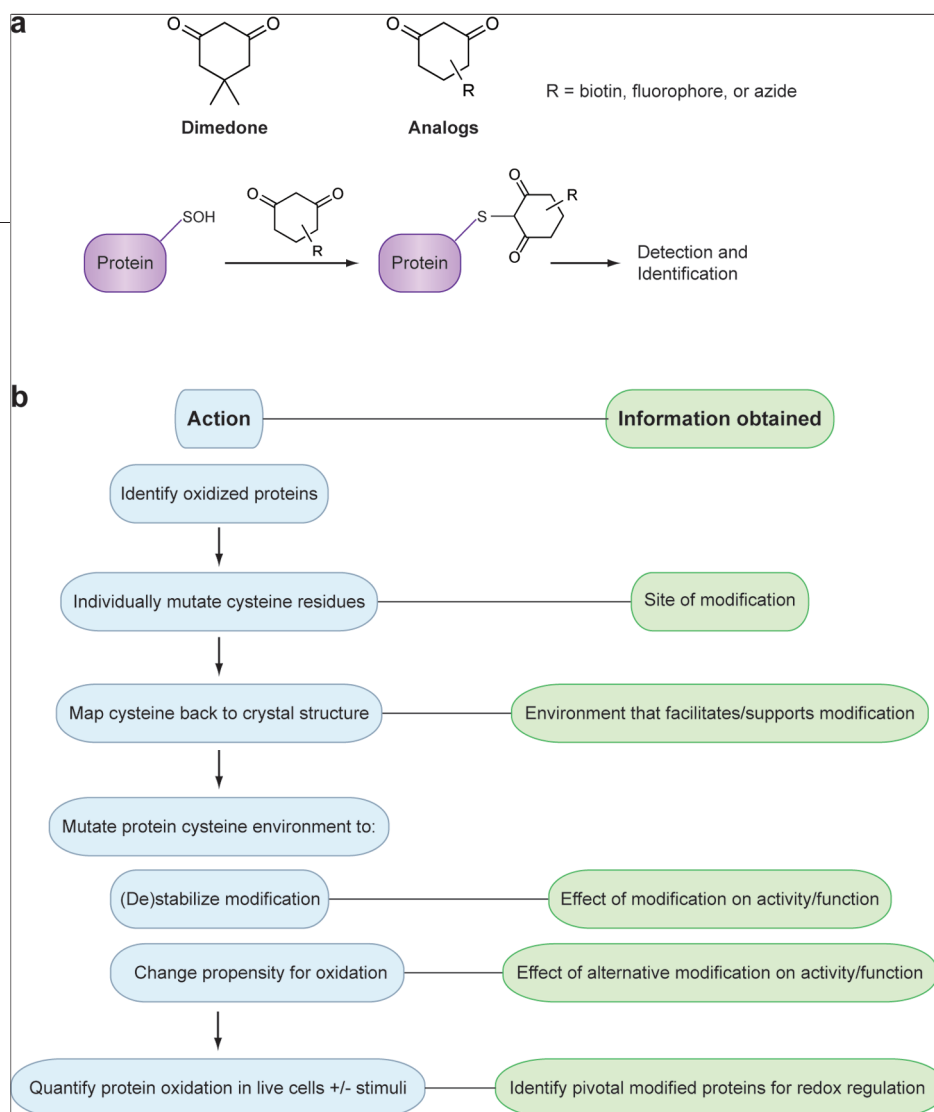 a
O O
O O
R
R = biotin, fluorophore, or azide
Dimedone
Analogs
SOH
Protein
O O
R
Protein
S
O
R
O
Detection and
Identification
b
Action
Information obtained
Identify oxidized proteins
Individually mutate cysteine residues
Site of modification
Map cysteine back to crystal structure
Environment that facilitates/supports modification
Mutate protein cysteine environment to:
(De)stabilize modification
Effect of modification on activity/function
Change propensity for oxidation
Effect of alternative modification on activity/function
Quantify protein oxidation in live cells +/- stimuli
Identify pivotal modified proteins for redox regulation